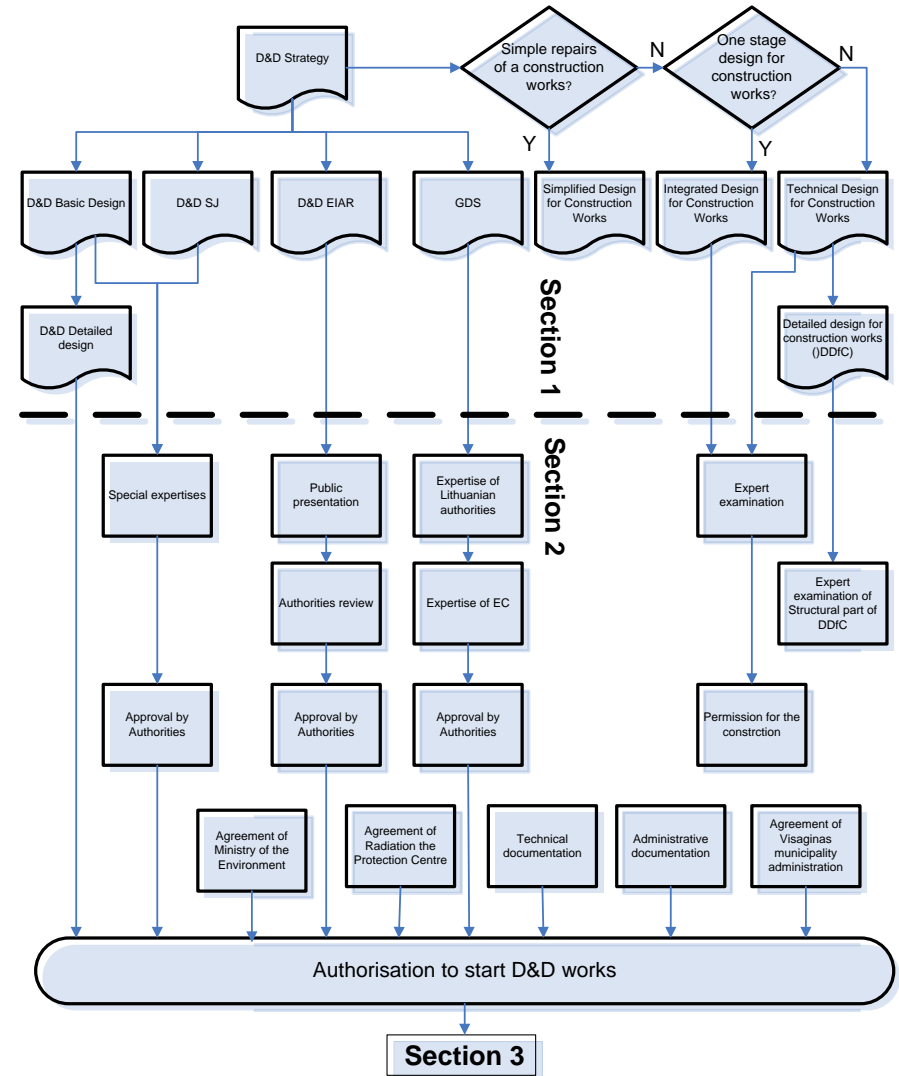 D&D Strategy
Simple repairs
of a construction
works?
N
One stage
design for
construction
works?
N
Y
Y
D&D Basic Design
D&D SJ
D&D EIAR
GDS
Simplified Design
for Construction
Works
Integrated Design
for Construction
Works
Technical Design
for Construction
Works
D&D Detailed
design
Section 1
Detailed design for
construction works
()DDfC)
Section 2
Special expertises
Public
presentation
Expertise of
Lithuanian
authorities
Expert
examination
Authorities review
Expertise of EC
Expert
examination of
Structural part of
DDfC
Approval by
Authorities
Approval by
Authorities
Approval by
Authorities
Permission for the
constrction
Agreement of
Ministry of the
Environment
Agreement of
Radiation the
Protection Centre
Technical
documentation
Administrative
documentation
Agreement of
Visaginas
municipality
administration
Authorisation to start D&D works
Section 3